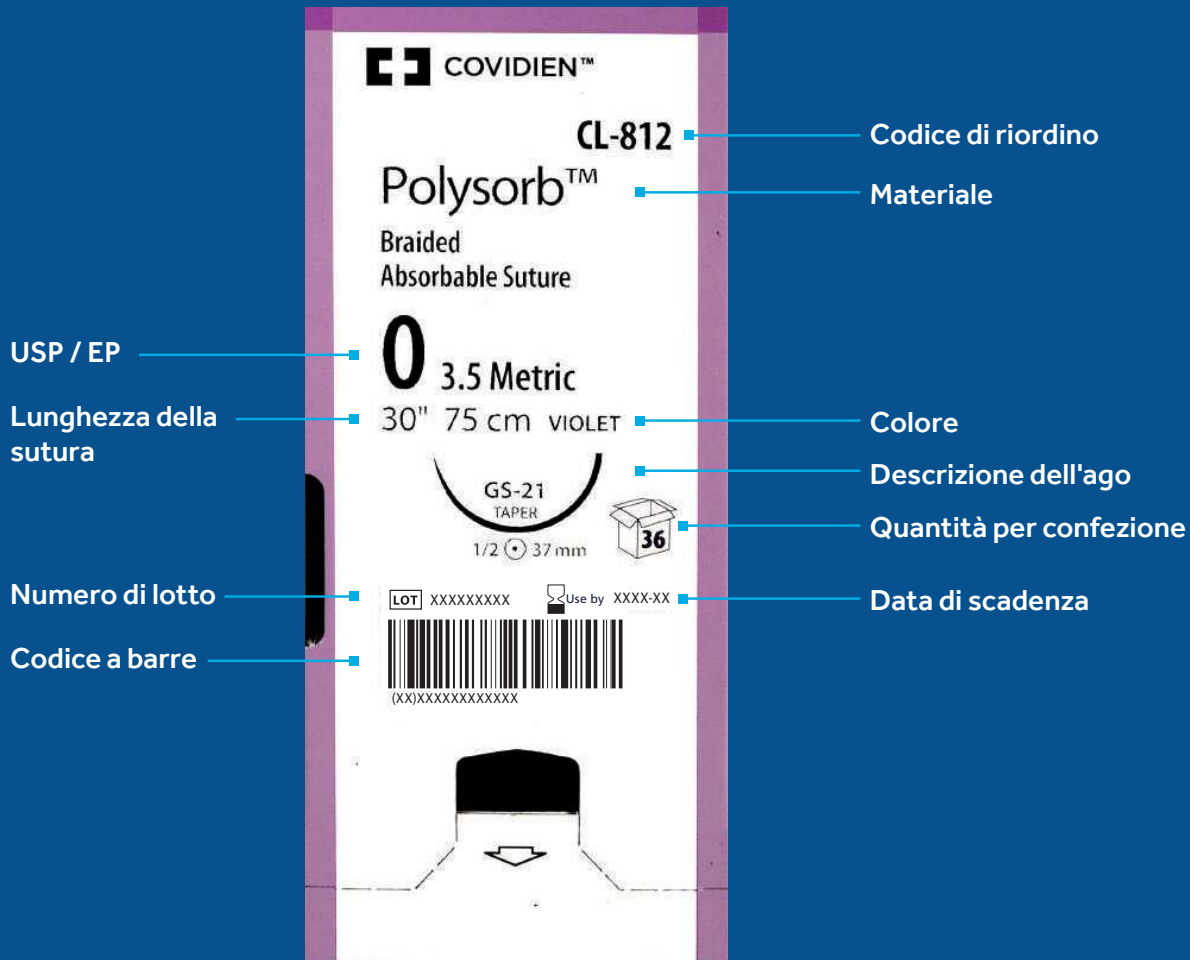 COVIDIEN™
CL-812
Codice di riordino
Polysorb™
Materiale
Braided
Absorbable Suture
USP / EP
0 3.5 Metric
Lunghezza della
sutura
30" 75 cm VIOLET
Colore
Descrizione dell'ago
GS-21
TAPER
1/2 37 mm
36
Quantità per confezione
Numero di lotto
LOT XXXXXXXXX
Use by XXXX-XX
Data di scadenza
Codice a barre
(XX)XXXXXXXXXXXXX